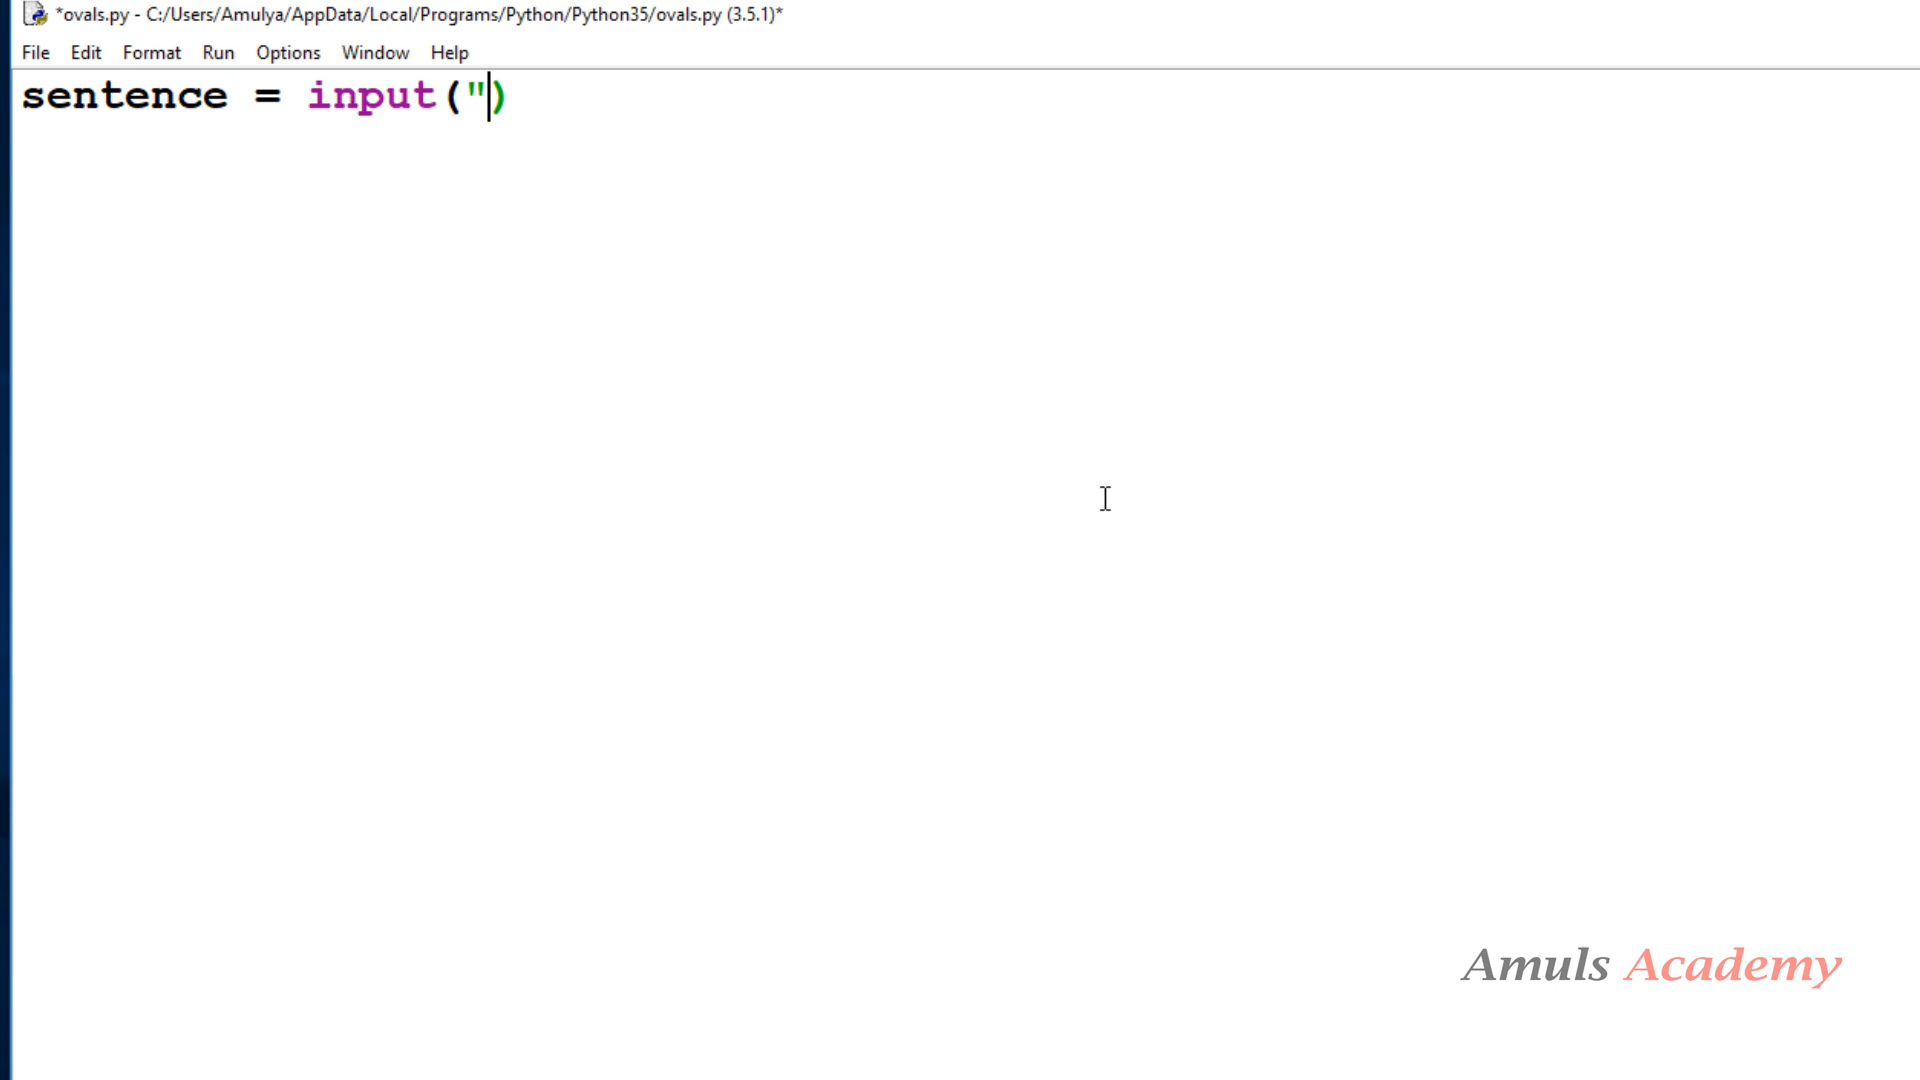 *ovals.py - C:/Users/Amulya/AppData/Local/Programs/Python/Python35/ovals.py (3.5.1)*
File Edit Format Run Options Window Help
sentence = input(")
Amuls Academy